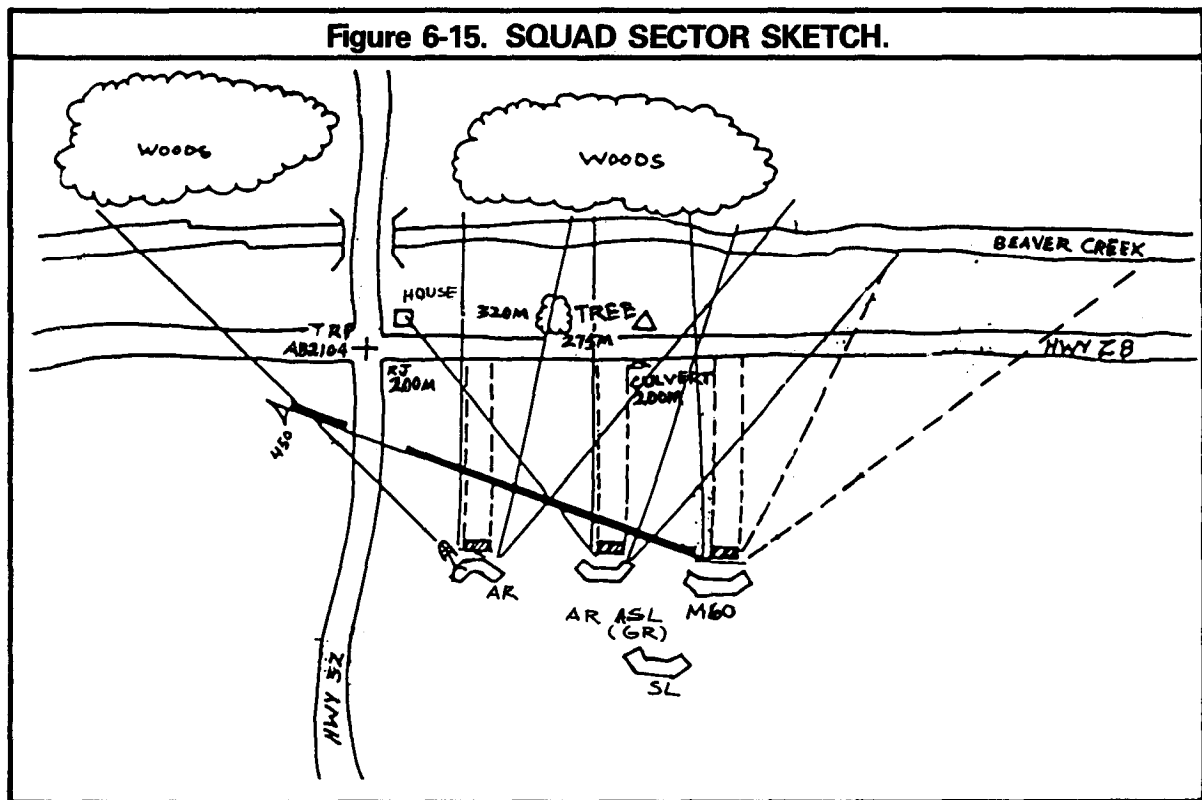 Figure 6-15. SQUAD SECTOR SKETCH.
WOODS
WOODS
BEAVER CREEK
HOUSE
320M
TREE
275M
TRP
AB2104
HWY 28
RJ
200M
CULVERT
200M
450
AR
AR ASL
(GR)
M60
SL
HWY 52